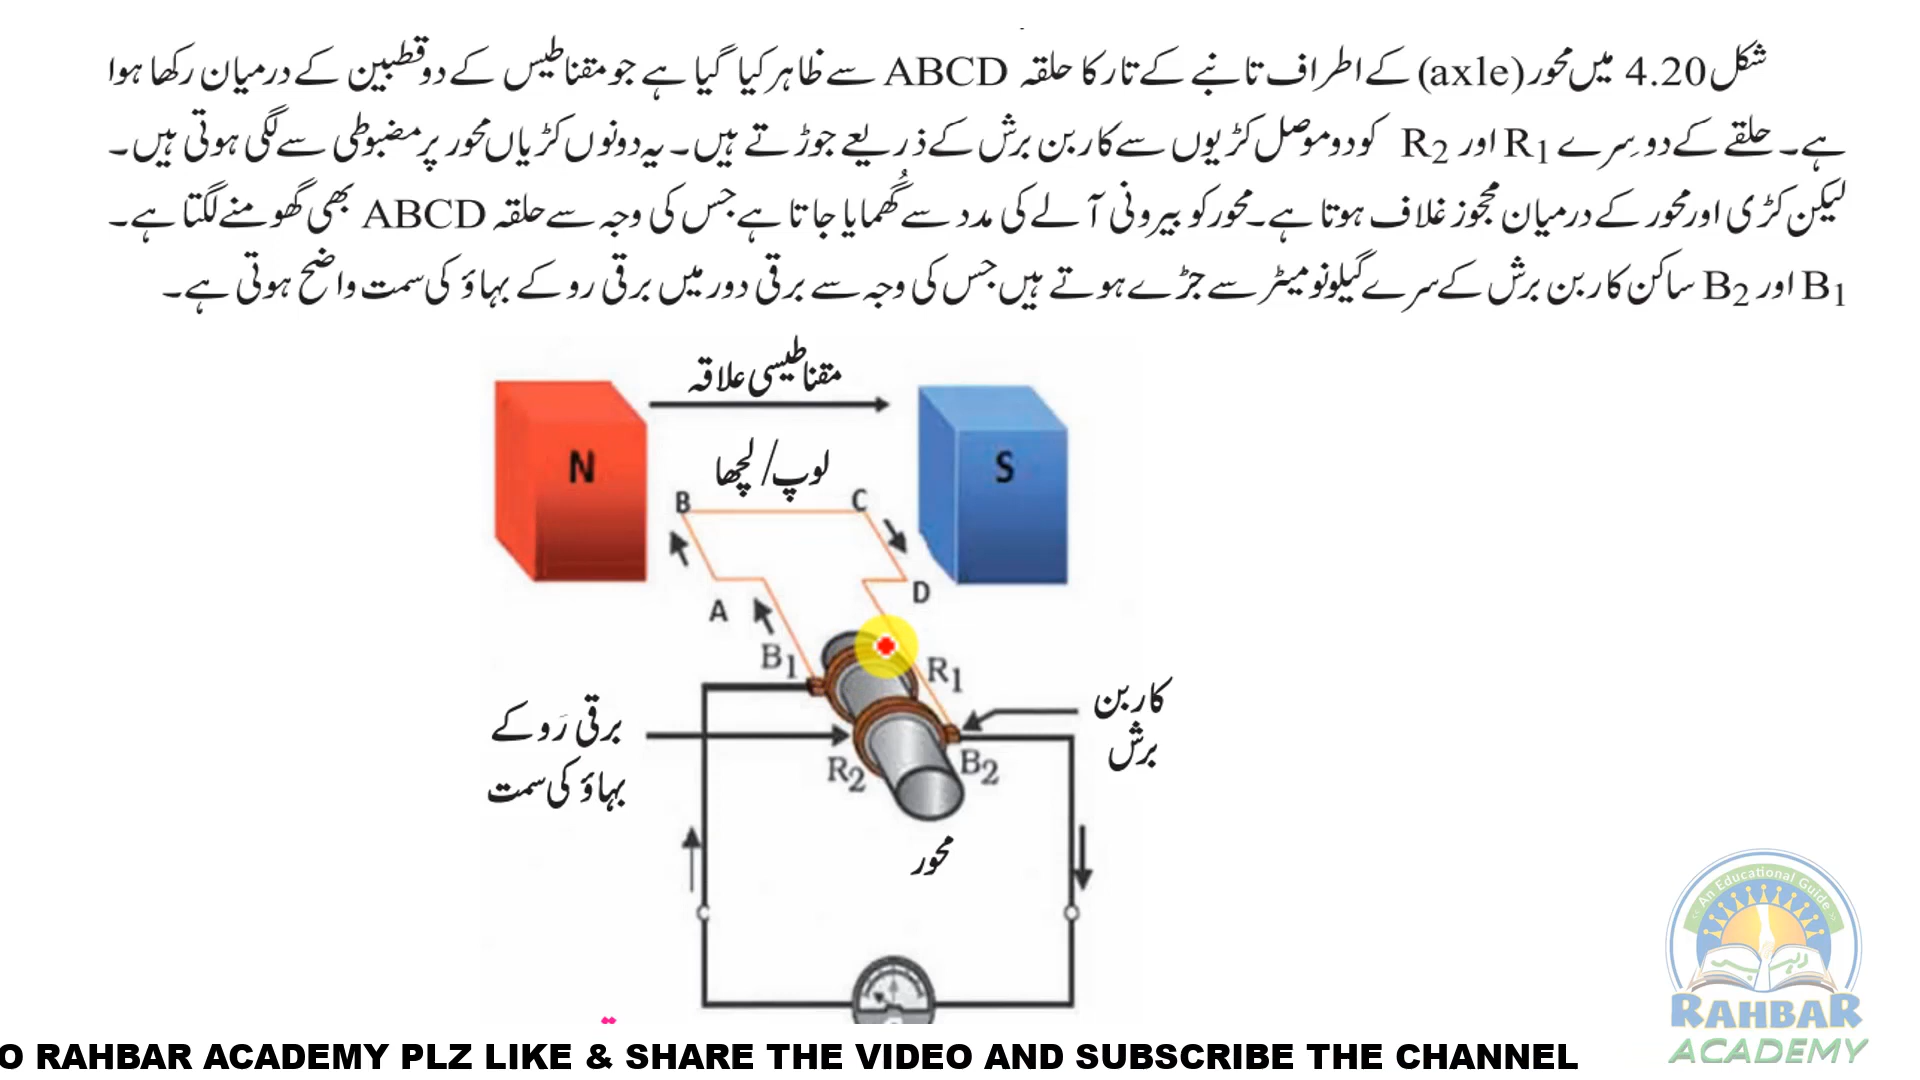 شکل 4.20 میں محور (axle) کے اطراف تانبے کے تار کا حلقہ ABCD سے ظاہر کیا گیا ہے جو مقناطیس کے دو قطبین کے درمیان رکھا ہوا
ہے۔ حلقے کے دو سِرے R1 اور R2 کو دو موصل کڑیوں سے کاربن برش کے ذریعے جوڑتے ہیں۔ یہ دونوں کڑیاں محور پر مضبوطی سے لگی ہوتی ہیں۔
لیکن کڑی اور محور کے درمیان مجوز غلاف ہوتا ہے۔ محور کو بیرونی آلے کی مدد سے گُھمایا جاتا ہے جس کی وجہ سے حلقہ ABCD بھی گھومنے لگتا ہے۔
B1 اور B2 ساکن کاربن برش کے سرے گیلونومیٹر سے جڑے ہوتے ہیں جس کی وجہ سے برقی دور میں برقی رو کے بہاؤ کی سمت واضح ہوتی ہے۔
مقناطیسی علاقہ
N
S
لوپ/لچھا
B
C
A
D
B1
R1
کاربن
برش
برقی رَو کے
بہاؤ کی سمت
R2
B2
محور
An Educational Guide
رہبر
RAHBAR
ACADEMY
O RAHBAR ACADEMY PLZ LIKE & SHARE THE VIDEO AND SUBSCRIBE THE CHANNEL